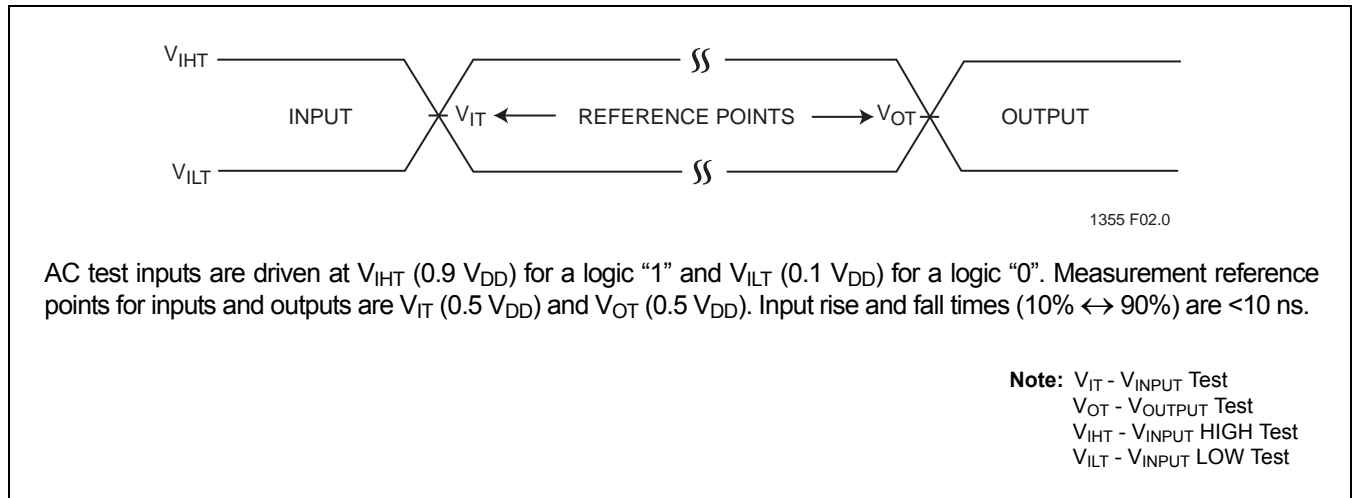 VIHT
INPUT VIT ← REFERENCE POINTS → VOT OUTPUT
VILT
1355 F02.0
AC test inputs are driven at VIHT (0.9 VDD) for a logic “1” and VILT (0.1 VDD) for a logic “0”. Measurement reference
points for inputs and outputs are VIT (0.5 VDD) and VOT (0.5 VDD). Input rise and fall times (10% ↔ 90%) are <10 ns.
Note: VIT - VINPUT Test
VOT - VOUTPUT Test
VIHT - VINPUT HIGH Test
VILT - VINPUT LOW Test